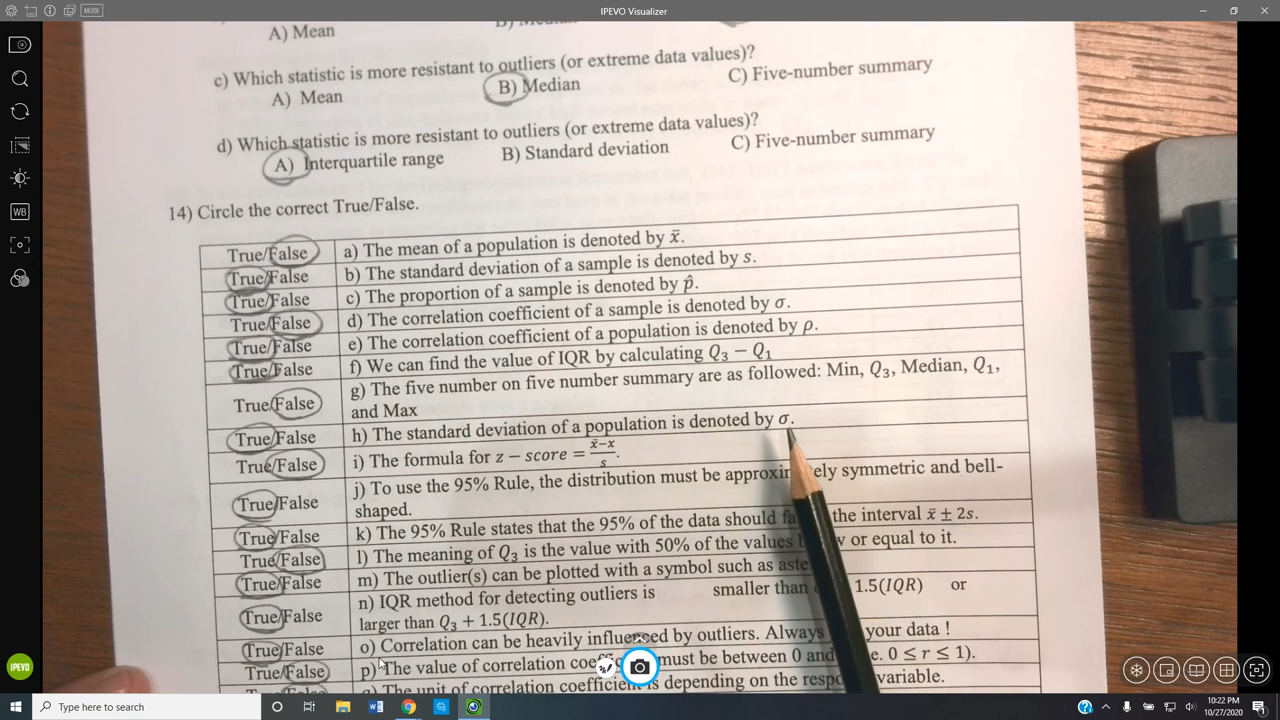 MODE
IPEVO Visualizer
A) Mean
c) Which statistic is more resistant to outliers (or extreme data values)?
A) Mean B) Median C) Five-number summary
d) Which statistic is more resistant to outliers (or extreme data values)?
A) Interquartile range B) Standard deviation C) Five-number summary
14) Circle the correct True/False.
True/False a) The mean of a population is denoted by x̄.
True/False b) The standard deviation of a sample is denoted by s.
True/False c) The proportion of a sample is denoted by p̂.
True/False d) The correlation coefficient of a sample is denoted by σ.
True/False e) The correlation coefficient of a population is denoted by ρ.
True/False f) We can find the value of IQR by calculating Q₃ − Q₁
True/False g) The five number on five number summary are as followed: Min, Q₃, Median, Q₁,
and Max
True/False h) The standard deviation of a population is denoted by σ.
True/False i) The formula for z − score = (x̄−x)/s.
True/False j) To use the 95% Rule, the distribution must be approximately symmetric and bell-
shaped.
True/False k) The 95% Rule states that the 95% of the data should the interval x̄ ± 2s.
True/False l) The meaning of Q₃ is the value with 50% of the values or equal to it.
True/False m) The outlier(s) can be plotted with a symbol such as
True/False n) IQR method for detecting outliers is smaller than 1.5(IQR) or
larger than Q₃ + 1.5(IQR).
True/False o) Correlation can be heavily influenced by outliers. Always your data !
True/False p) The value of correlation must be between 0 and 0 ≤ r ≤ 1).
The unit of correlation coefficient is depending on the variable.
WB
IPEVO
Type here to search
10:22 PM
10/27/2020